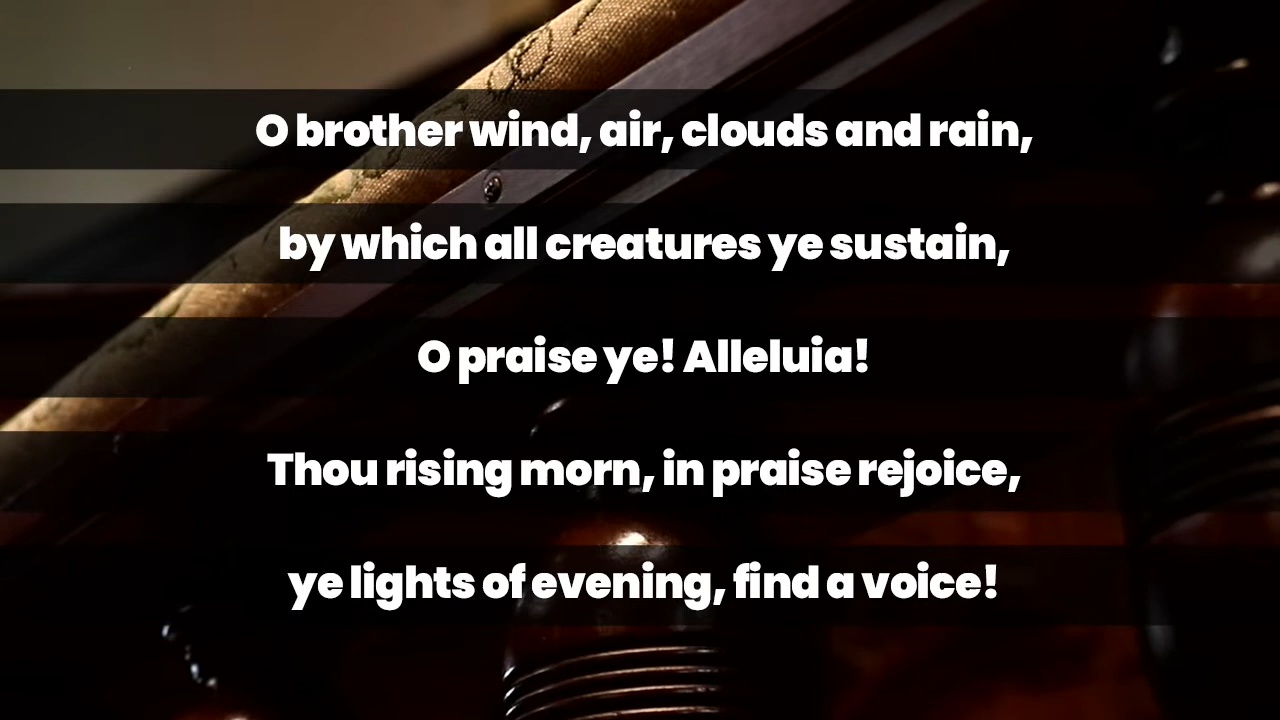 O brother wind, air, clouds and rain,
by which all creatures ye sustain,
O praise ye! Alleluia!
Thou rising morn, in praise rejoice,
ye lights of evening, find a voice!